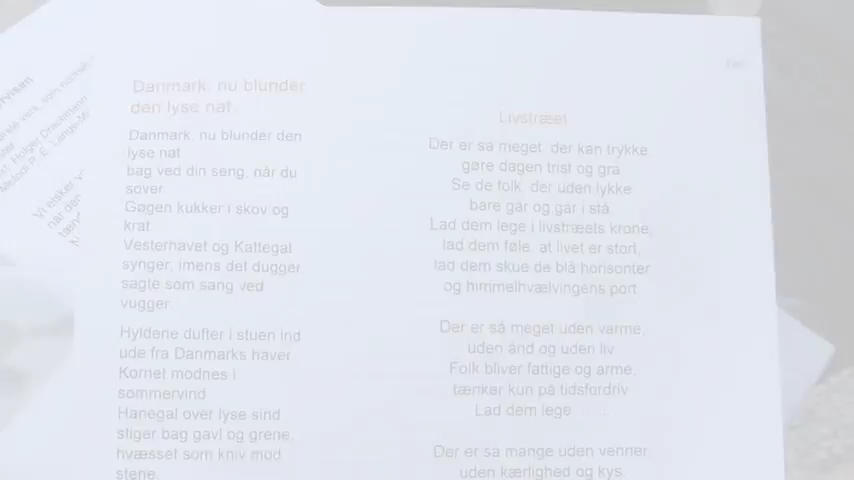 Danmark, nu blunder
den lyse nat
Danmark, nu blunder den
lyse nat
bag ved din seng, når du
sover.
Gøgen kukker i skov og
krat.
Vesterhavet og Kattegat
synger, imens det dugger
sagte som sang ved
vugger.
Hyldene dufter i stuen ind
ude fra Danmarks haver.
Kornet modnes i
sommervind.
Hanegal over lyse sind
stiger bag gavl og grene,
hvæsset som kniv mod
stene.
Livstræet
Der er så meget, der kan trykke,
gøre dagen trist og grå.
Se de folk, der uden lykke
bare går og går i stå.
Lad dem lege i livstræets krone,
lad dem føle, at livet er stort,
lad dem skue de blå horisonter
og himmelhvælvingens port.
Der er så meget uden varme,
uden ånd og uden liv.
Folk bliver fattige og arme,
tænker kun på tidsfordriv.
Lad dem lege
Der er så mange uden venner,
uden kærlighed og kys.
Holger Drachmann
Vi elsker
når den